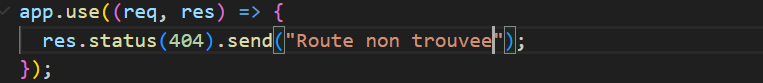 app.use((req, res) => {
res.status(404).send("Route non trouvee");
});